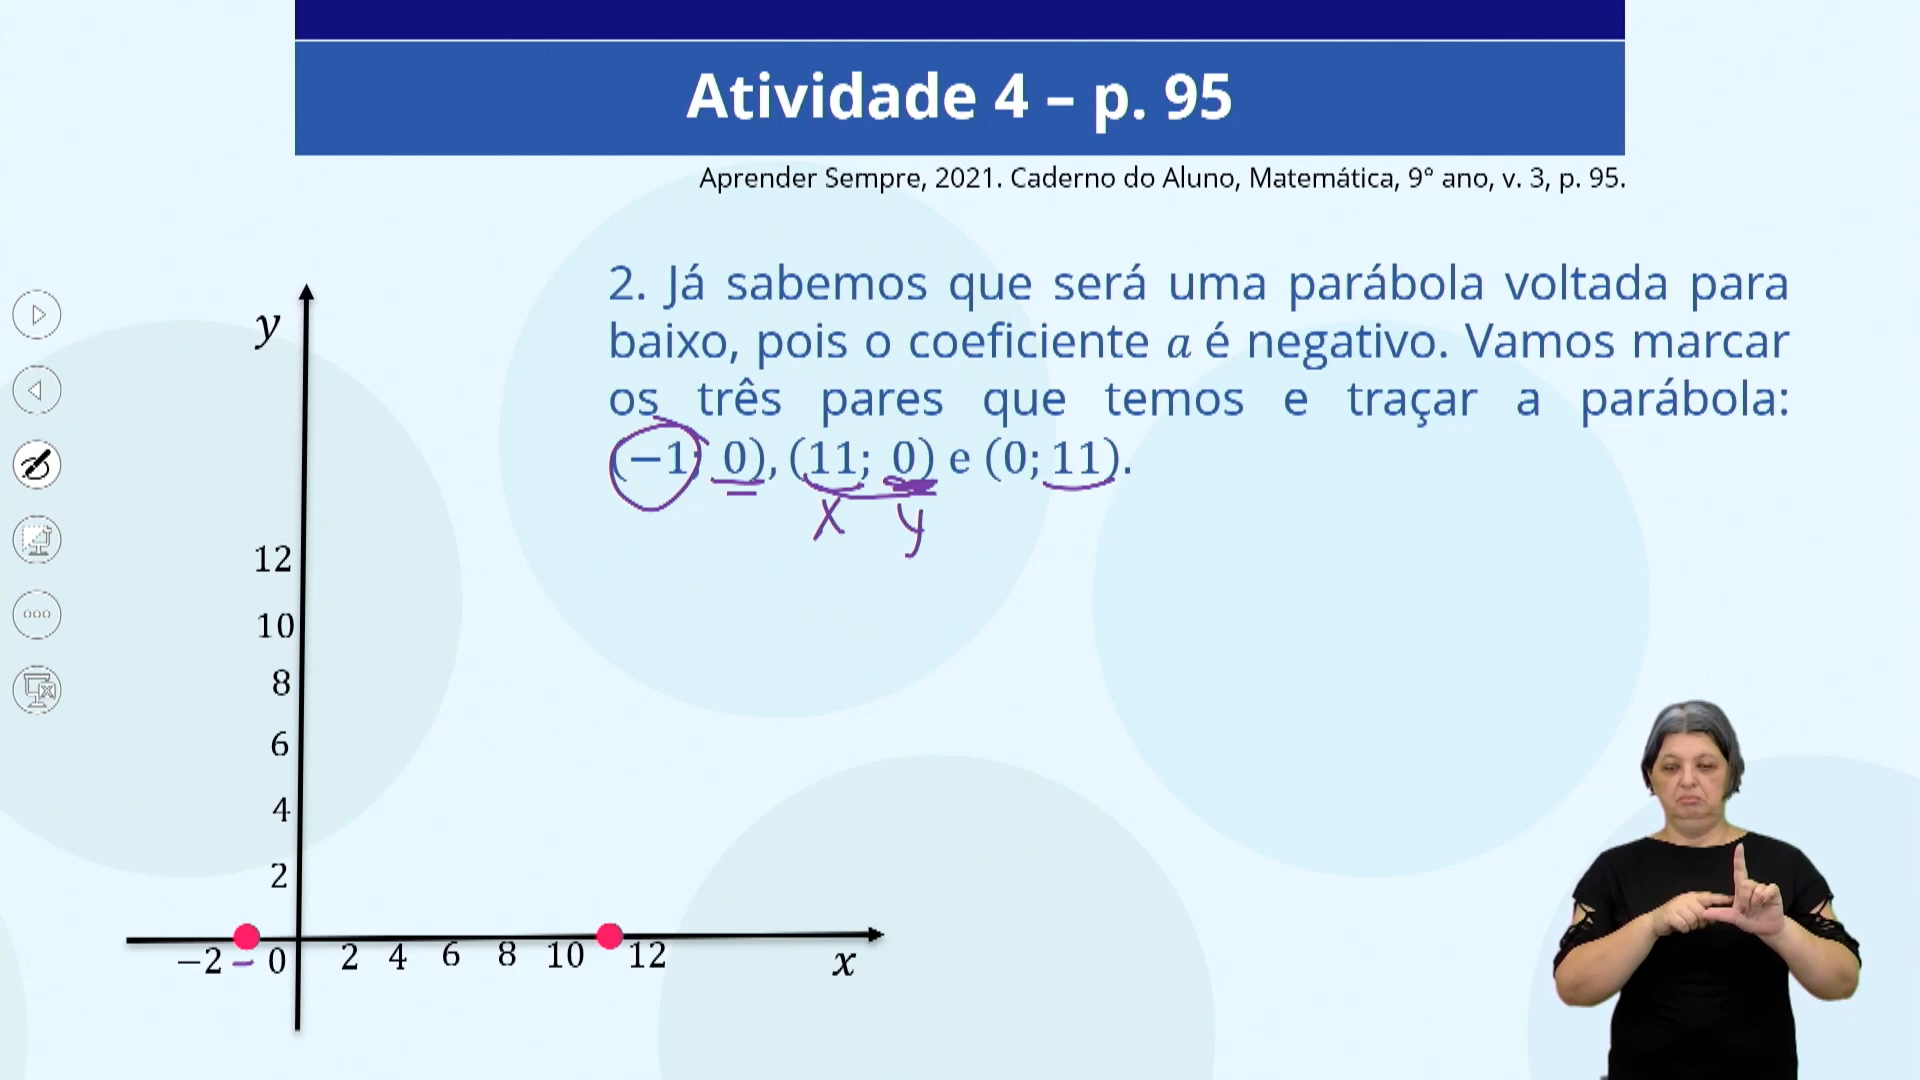 Atividade 4 – p. 95
Aprender Sempre, 2021. Caderno do Aluno, Matemática, 9° ano, v. 3, p. 95.
2. Já sabemos que será uma parábola voltada para
baixo, pois o coeficiente a é negativo. Vamos marcar
os três pares que temos e traçar a parábola:
(−1; 0), (11; 0) e (0; 11).
x y
y
12
10
8
6
4
2
−2 0 2 4 6 8 10 12 x